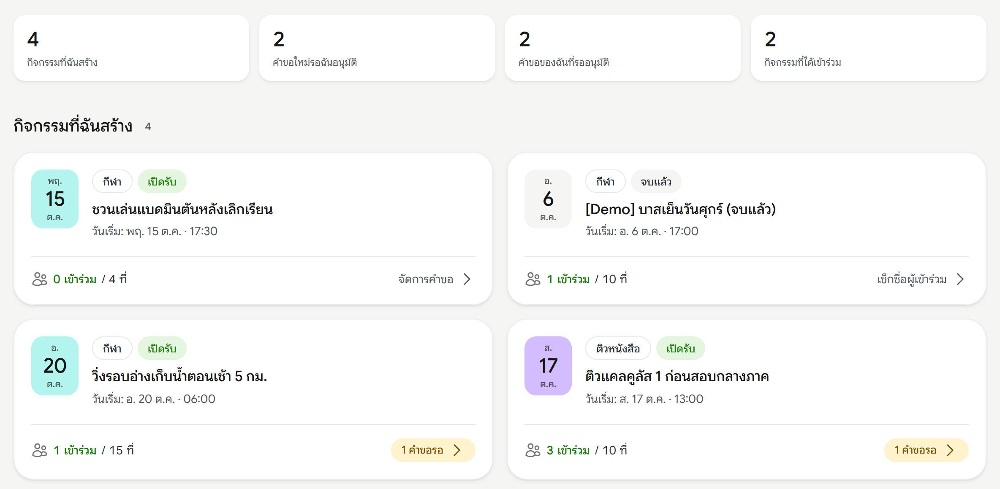 4
กิจกรรมที่ฉันสร้าง
2
คำขอใหม่รอฉันอนุมัติ
2
คำขอของฉันที่รออนุมัติ
2
กิจกรรมที่ได้เข้าร่วม
กิจกรรมที่ฉันสร้าง 4
พฤ.
15
ต.ค.
กีฬา เปิดรับ
ชวนเล่นแบดมินตันหลังเลิกเรียน
วันเริ่ม: พฤ. 15 ต.ค. · 17:30
0 เข้าร่วม / 4 ที่ จัดการคำขอ
อ.
6
ต.ค.
กีฬา จบแล้ว
[Demo] บาสเย็นวันศุกร์ (จบแล้ว)
วันเริ่ม: อ. 6 ต.ค. · 17:00
1 เข้าร่วม / 10 ที่ เช็กชื่อผู้เข้าร่วม
อ.
20
ต.ค.
กีฬา เปิดรับ
วิ่งรอบอ่างเก็บน้ำตอนเช้า 5 กม.
วันเริ่ม: อ. 20 ต.ค. · 06:00
1 เข้าร่วม / 15 ที่ 1 คำขอรอ
ส.
17
ต.ค.
ติวหนังสือ เปิดรับ
ติวแคลคูลัส 1 ก่อนสอบกลางภาค
วันเริ่ม: ส. 17 ต.ค. · 13:00
3 เข้าร่วม / 10 ที่ 1 คำขอรอ